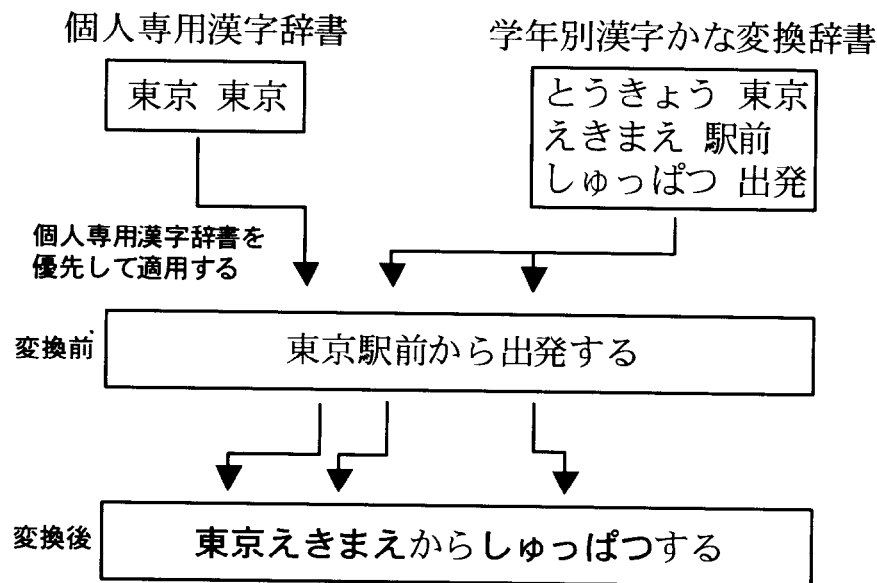 個人専用漢字辞書
東京 東京
学年別漢字かな変換辞書
とうきょう 東京
えきまえ 駅前
しゅっぱつ 出発
個人専用漢字辞書を
優先して適用する
変換前
東京駅前から出発する
変換後
東京えきまえからしゅっぱつする